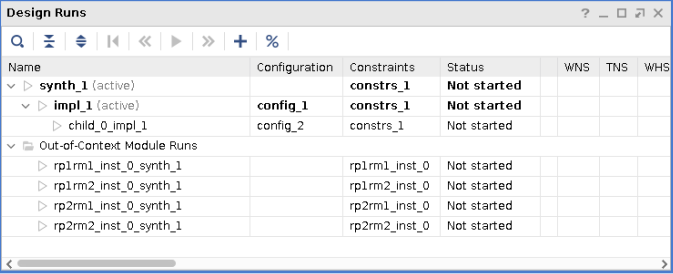 Design Runs
Name Configuration Constraints Status WNS TNS WHS
synth_1 (active) constrs_1 Not started
impl_1 (active) config_1 constrs_1 Not started
child_0_impl_1 config_2 constrs_1 Not started
Out-of-Context Module Runs
rp1rm1_inst_0_synth_1 rp1rm1_inst_0 Not started
rp1rm2_inst_0_synth_1 rp1rm2_inst_0 Not started
rp2rm1_inst_0_synth_1 rp2rm1_inst_0 Not started
rp2rm2_inst_0_synth_1 rp2rm2_inst_0 Not started